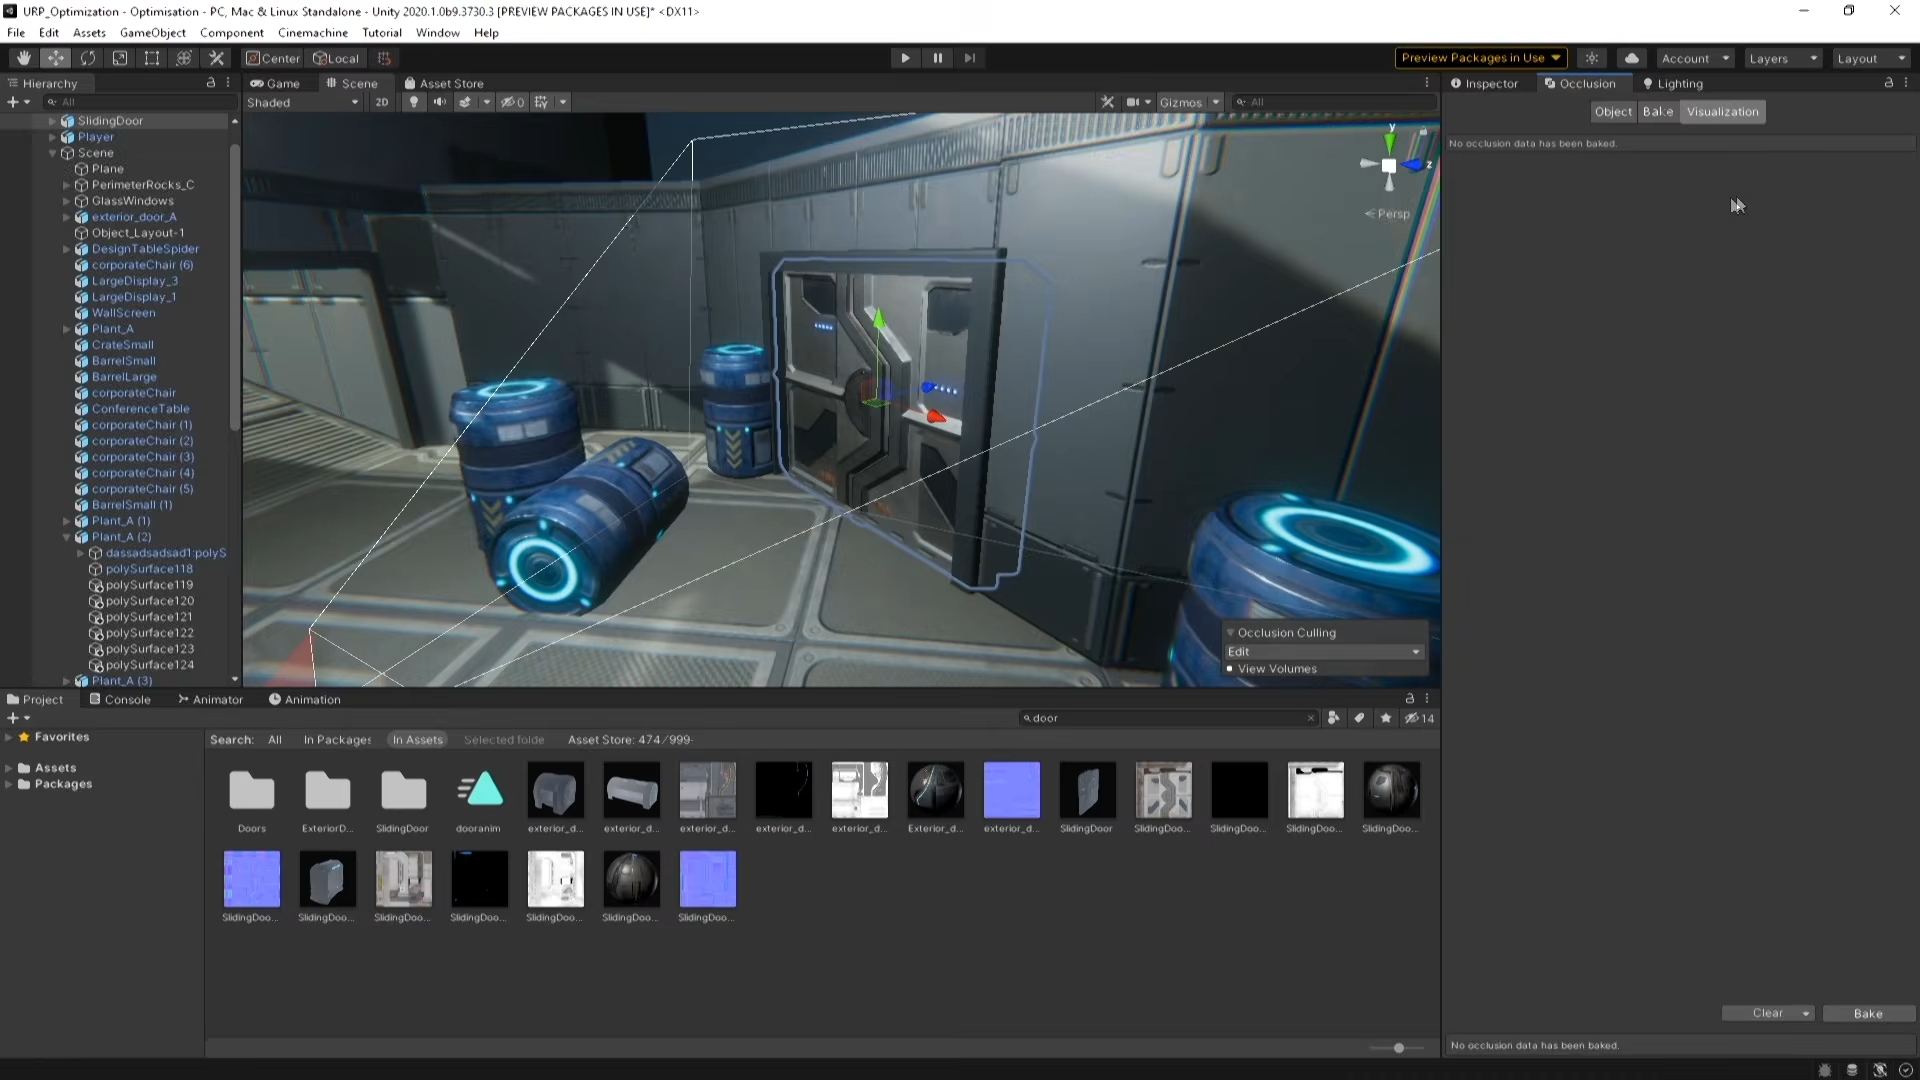 URP_Optimization - Optimisation - PC, Mac & Linux Standalone - Unity 2020.1.0b9.3730.3 [PREVIEW PACKAGES IN USE]* <DX11>
File Edit Assets GameObject Component Cinemachine Tutorial Window Help
Center Local Preview Packages in Use Account Layers Layout
Hierarchy Game Scene Asset Store Inspector Occlusion Lighting
All Shaded 2D 0 Gizmos All
Object Bake Visualization
No occlusion data has been baked.
SlidingDoor
Player
Scene
Plane
PerimeterRocks_C
GlassWindows
exterior_door_A
Object_Layout-1
DesignTableSpider
corporateChair (6)
LargeDisplay_3
LargeDisplay_1
WallScreen
Plant_A
CrateSmall
BarrelSmall
BarrelLarge
corporateChair
ConferenceTable
corporateChair (1)
corporateChair (2)
corporateChair (3)
corporateChair (4)
corporateChair (5)
BarrelSmall (1)
Plant_A (1)
Plant_A (2)
dassadsadsad1:polyS
polySurface118
polySurface119
polySurface120
polySurface121
polySurface122
polySurface123
polySurface124
Plant_A (3)
y
z
Persp
Occlusion Culling
Edit
View Volumes
Project Console Animator Animation
door 14
Favorites
Assets
Packages
Search: All In Packages In Assets Selected folde Asset Store: 474/999-
Doors ExteriorD... SlidingDoor dooranim exterior_d... exterior_d... exterior_d... exterior_d... exterior_d... Exterior_d... exterior_d... SlidingDoor SlidingDoo... SlidingDoo... SlidingDoo... SlidingDoo...
SlidingDoo... SlidingDoo... SlidingDoo... SlidingDoo... SlidingDoo... SlidingDoo... SlidingDoo...
Clear Bake
No occlusion data has been baked.